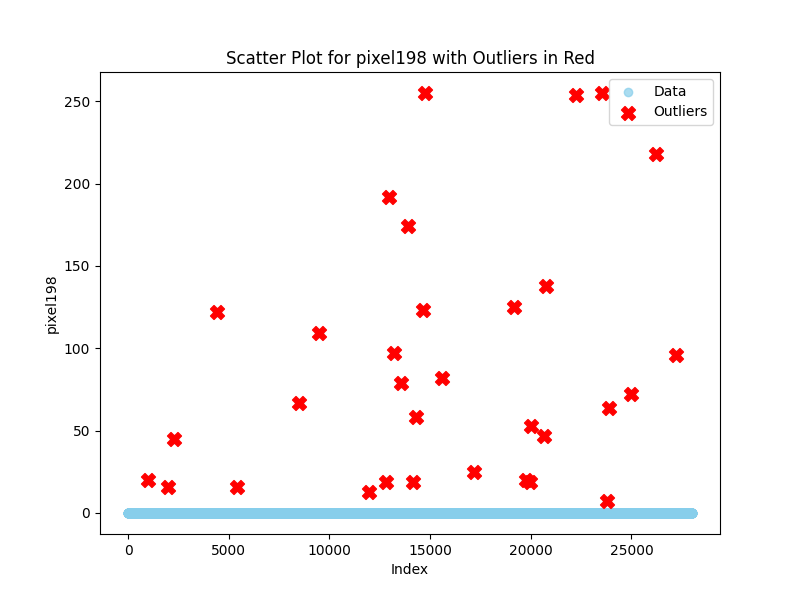 Scatter Plot for pixel198 with Outliers in Red
Data
Outliers
250
200
150
100
50
0
pixel198
0 5000 10000 15000 20000 25000
Index